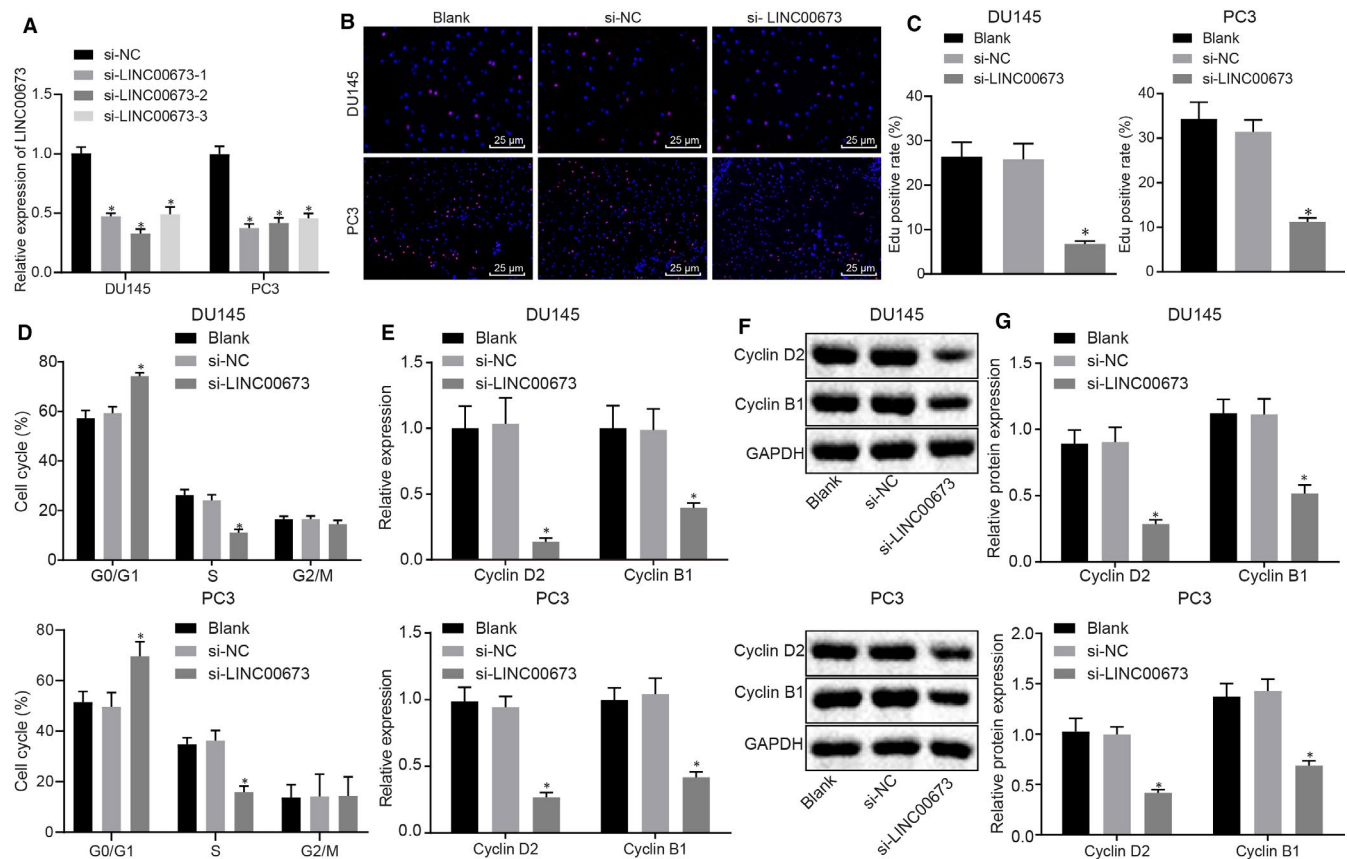 A
si-NC
si-LINC00673-1
si-LINC00673-2
si-LINC00673-3
Relative expression of LINC00673
1.5
1.0
0.5
0.0
*
*
*
*
*
*
DU145
PC3
B
Blank
si-NC
si- LINC00673
DU145
25 µm
25 µm
25 µm
PC3
25 µm
25 µm
25 µm
C
DU145
Blank
si-NC
si-LINC00673
Edu positive rate (%)
40
30
20
10
0
*
PC3
Blank
si-NC
si-LINC00673
Edu positive rate (%)
40
30
20
10
0
*
D
DU145
Blank
si-NC
si-LINC00673
Cell cycle (%)
80
60
40
20
0
*
*
G0/G1
S
G2/M
PC3
Blank
si-NC
si-LINC00673
Cell cycle (%)
80
60
40
20
0
*
*
G0/G1
S
G2/M
E
DU145
Blank
si-NC
si-LINC00673
Relative expression
1.5
1.0
0.5
0.0
*
*
Cyclin D2
Cyclin B1
PC3
Blank
si-NC
si-LINC00673
Relative expression
1.5
1.0
0.5
0.0
*
*
Cyclin D2
Cyclin B1
F
DU145
Cyclin D2
Cyclin B1
GAPDH
Blank
si-NC
si-LINC00673
PC3
Cyclin D2
Cyclin B1
GAPDH
Blank
si-NC
si-LINC00673
G
DU145
Blank
si-NC
si-LINC00673
Relative protein expression
1.5
1.0
0.5
0.0
*
*
Cyclin D2
Cyclin B1
PC3
Blank
si-NC
si-LINC00673
Relative protein expression
2.0
1.5
1.0
0.5
0.0
*
*
Cyclin D2
Cyclin B1